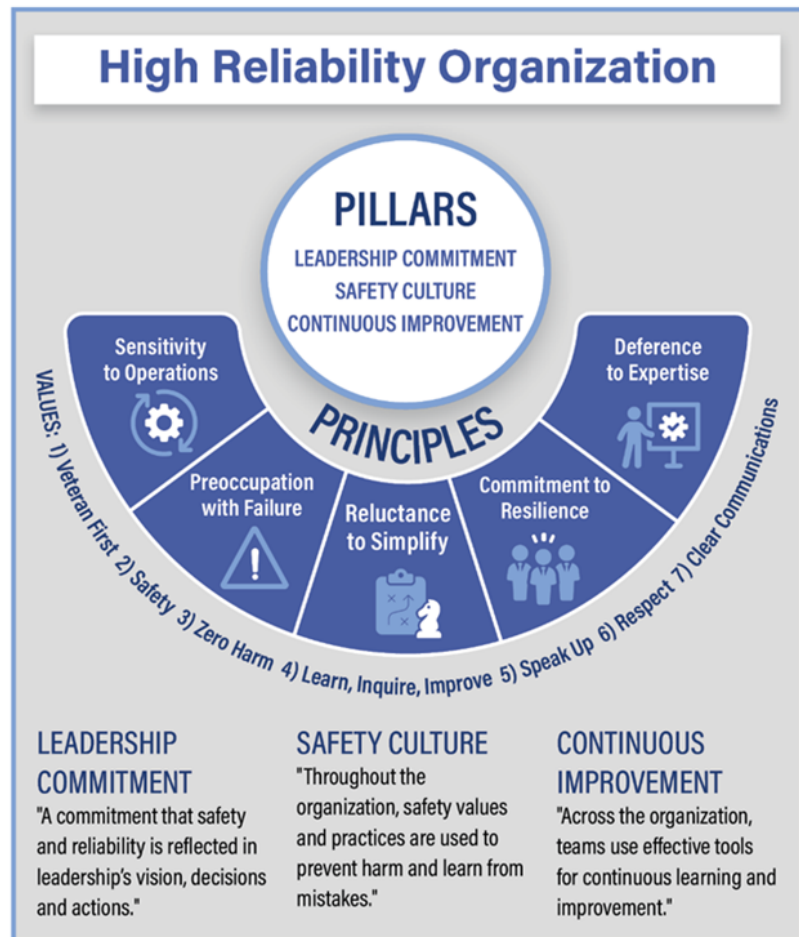 High Reliability Organization
PILLARS
LEADERSHIP COMMITMENT
SAFETY CULTURE
CONTINUOUS IMPROVEMENT
PRINCIPLES
Sensitivity
to Operations
Preoccupation
with Failure
Reluctance
to Simplify
Commitment to
Resilience
Deference
to Expertise
VALUES: 1) Veteran First 2) Safety 3) Zero Harm 4) Learn, Inquire, Improve 5) Speak Up 6) Respect 7) Clear Communications
LEADERSHIP
COMMITMENT
"A commitment that safety
and reliability is reflected in
leadership's vision, decisions
and actions."
SAFETY CULTURE
"Throughout the
organization, safety values
and practices are used to
prevent harm and learn from
mistakes."
CONTINUOUS
IMPROVEMENT
"Across the organization,
teams use effective tools
for continuous learning and
improvement."